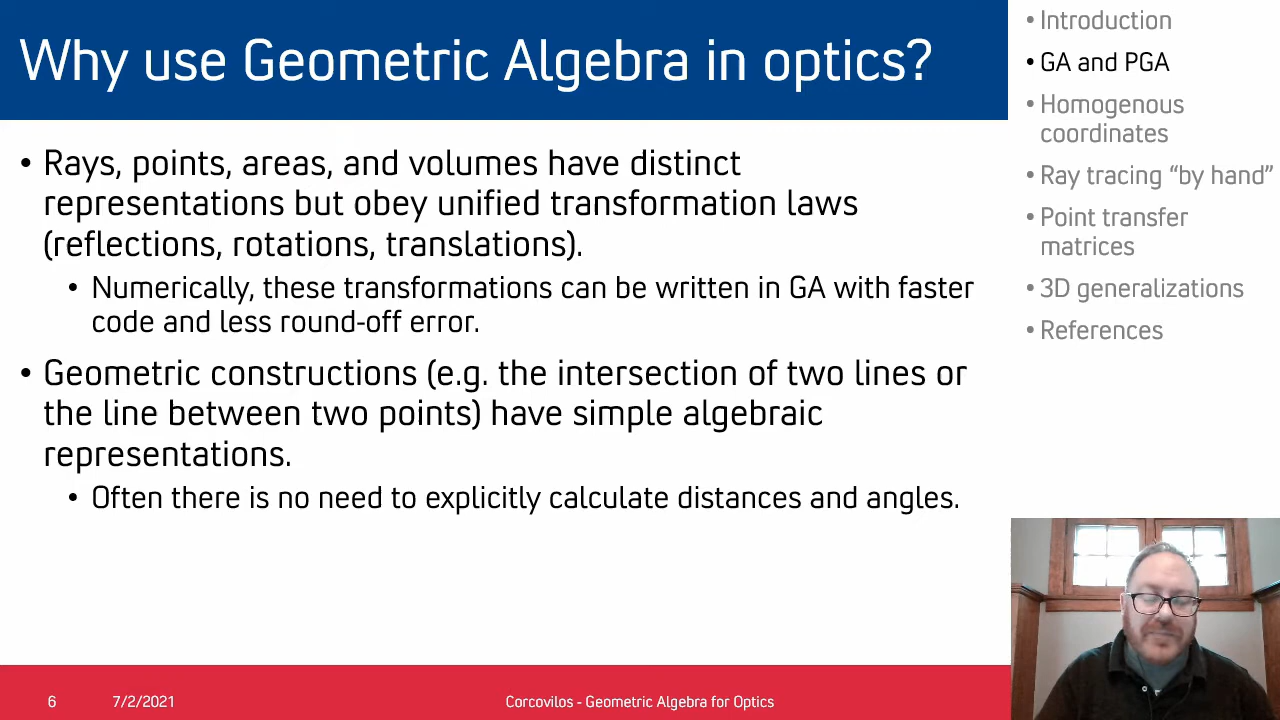 Why use Geometric Algebra in optics?
• Rays, points, areas, and volumes have distinct
representations but obey unified transformation laws
(reflections, rotations, translations).
• Numerically, these transformations can be written in GA with faster
code and less round-off error.
• Geometric constructions (e.g. the intersection of two lines or
the line between two points) have simple algebraic
representations.
• Often there is no need to explicitly calculate distances and angles.
• Introduction
• GA and PGA
• Homogenous
coordinates
• Ray tracing “by hand”
• Point transfer
matrices
• 3D generalizations
• References
6
7/2/2021
Corcovilos - Geometric Algebra for Optics